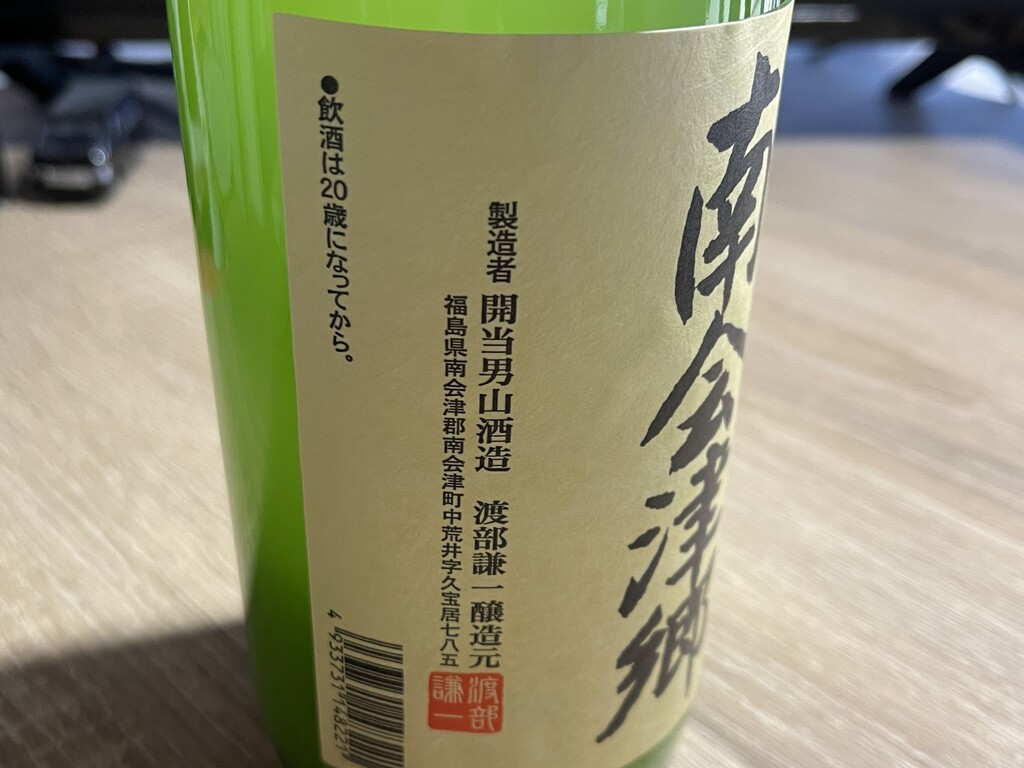 南会津郷
製造者 開当男山酒造 渡部謙一醸造元
福島県南会津郡南会津町中荒井字久宝居七八五
渡部
謙一
●飲酒は20歳になってから。
4 933731 148221